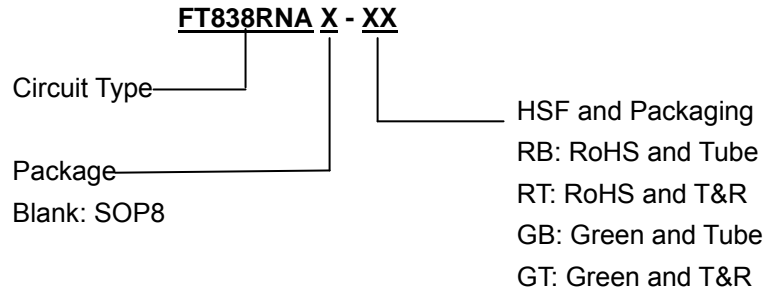 FT838RNA X - XX
Circuit Type
Package
Blank: SOP8
HSF and Packaging
RB: RoHS and Tube
RT: RoHS and T&R
GB: Green and Tube
GT: Green and T&R